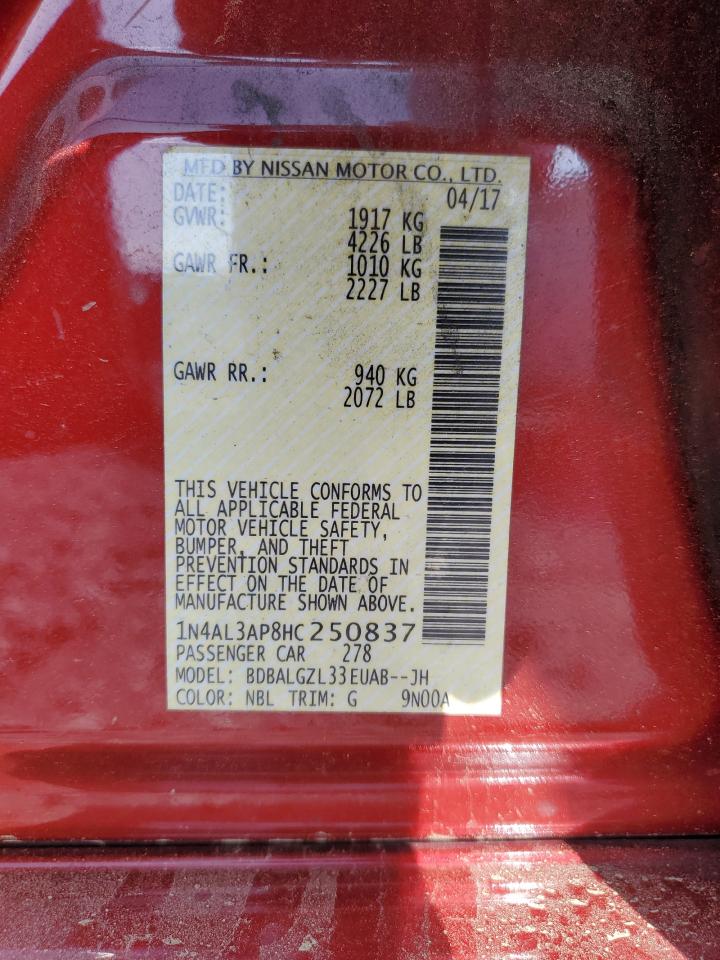 MFD BY NISSAN MOTOR CO., LTD.
DATE: 04/17
GVWR: 1917 KG
4226 LB
GAWR FR.: 1010 KG
2227 LB
GAWR RR.: 940 KG
2072 LB
THIS VEHICLE CONFORMS TO
ALL APPLICABLE FEDERAL
MOTOR VEHICLE SAFETY,
BUMPER, AND THEFT
PREVENTION STANDARDS IN
EFFECT ON THE DATE OF
MANUFACTURE SHOWN ABOVE.
1N4AL3AP8HC250837
PASSENGER CAR 278
MODEL: BDBALGZL33EUAB--JH
COLOR: NBL TRIM: G 9N00A